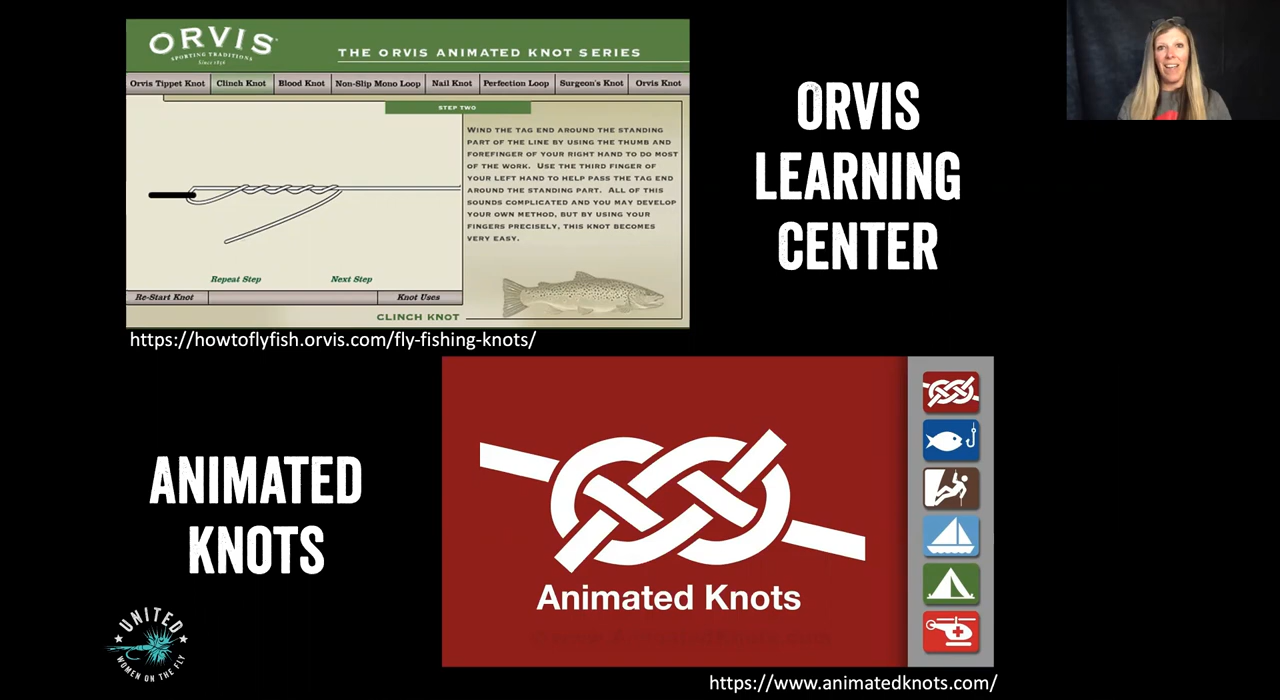 ORVIS
SPORTING TRADITIONS
Since 1856
THE ORVIS ANIMATED KNOT SERIES
Orvis Tippet Knot
Clinch Knot
Blood Knot
Non-Slip Mono Loop
Nail Knot
Perfection Loop
Surgeon's Knot
Orvis Knot
STEP TWO
WIND THE TAG END AROUND THE STANDING
PART OF THE LINE BY USING THE THUMB AND
FOREFINGER OF YOUR RIGHT HAND TO DO MOST
OF THE WORK. USE THE THIRD FINGER OF
YOUR LEFT HAND TO HELP PASS THE TAG END
AROUND THE STANDING PART. ALL OF THIS
SOUNDS COMPLICATED AND YOU MAY DEVELOP
YOUR OWN METHOD, BUT BY USING YOUR
FINGERS PRECISELY, THIS KNOT BECOMES
VERY EASY.
Repeat Step
Next Step
Re-Start Knot
Knot Uses
CLINCH KNOT
https://howtoflyfish.orvis.com/fly-fishing-knots/
ORVIS
LEARNING
CENTER
ANIMATED
KNOTS
Animated Knots
https://www.animatedknots.com/
UNITED
WOMEN ON THE FLY